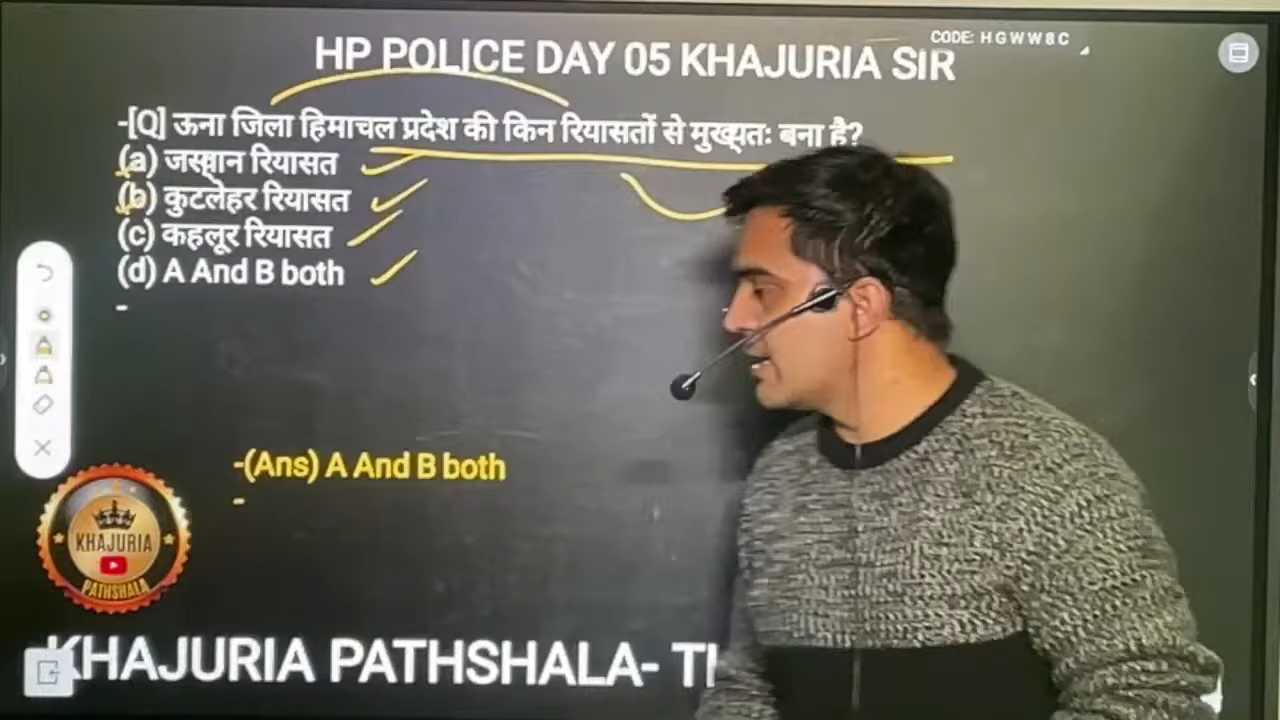 CODE: HGWW8C
HP POLICE DAY 05 KHAJURIA SIR
-[Q] ऊना जिला हिमाचल प्रदेश की किन रियासतों से मुख्यतः बना है?
(a) जस्वान रियासत
(b) कुटलेहर रियासत
(c) कहलूर रियासत
(d) A And B both
-
-(Ans) A And B both
-
KHAJURIA
PATHSHALA
KHAJURIA PATHSHALA-